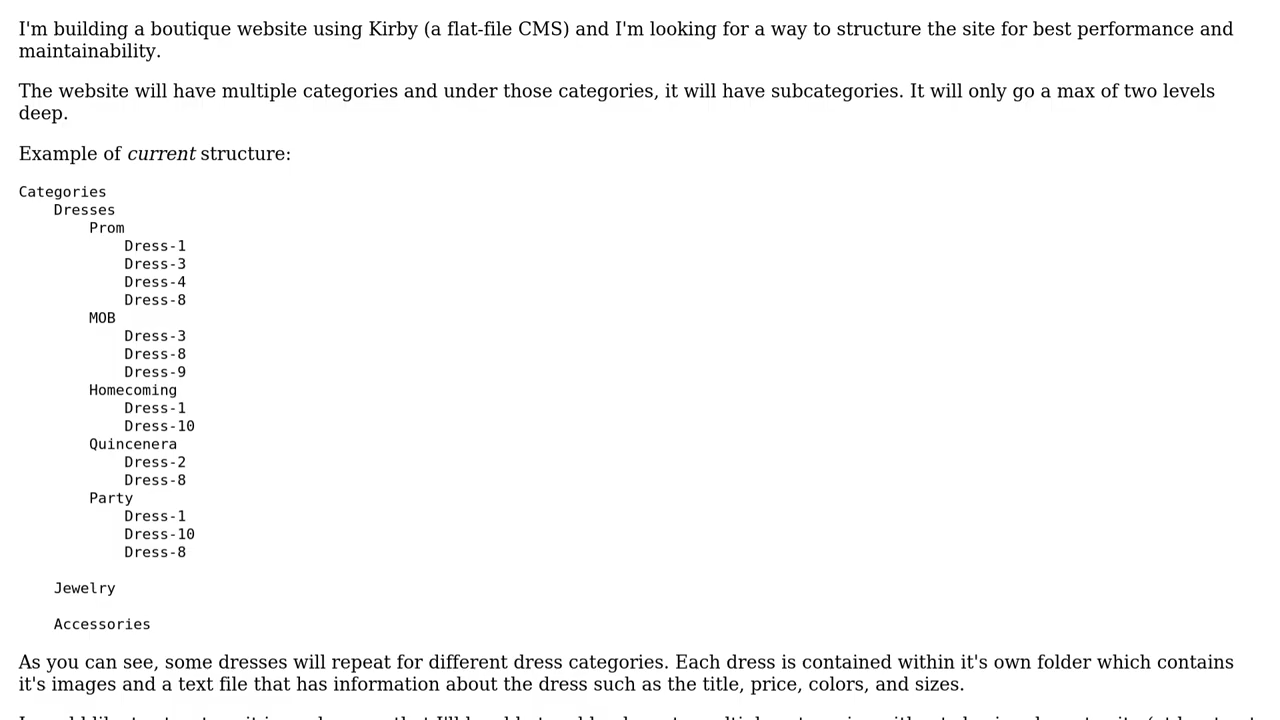 I'm building a boutique website using Kirby (a flat-file CMS) and I'm looking for a way to structure the site for best performance and
maintainability.
The website will have multiple categories and under those categories, it will have subcategories. It will only go a max of two levels
deep.
Example of current structure:
Categories
Dresses
Prom
Dress-1
Dress-3
Dress-4
Dress-8
MOB
Dress-3
Dress-8
Dress-9
Homecoming
Dress-1
Dress-10
Quincenera
Dress-2
Dress-8
Party
Dress-1
Dress-10
Dress-8
Jewelry
Accessories
As you can see, some dresses will repeat for different dress categories. Each dress is contained within it's own folder which contains
it's images and a text file that has information about the dress such as the title, price, colors, and sizes.